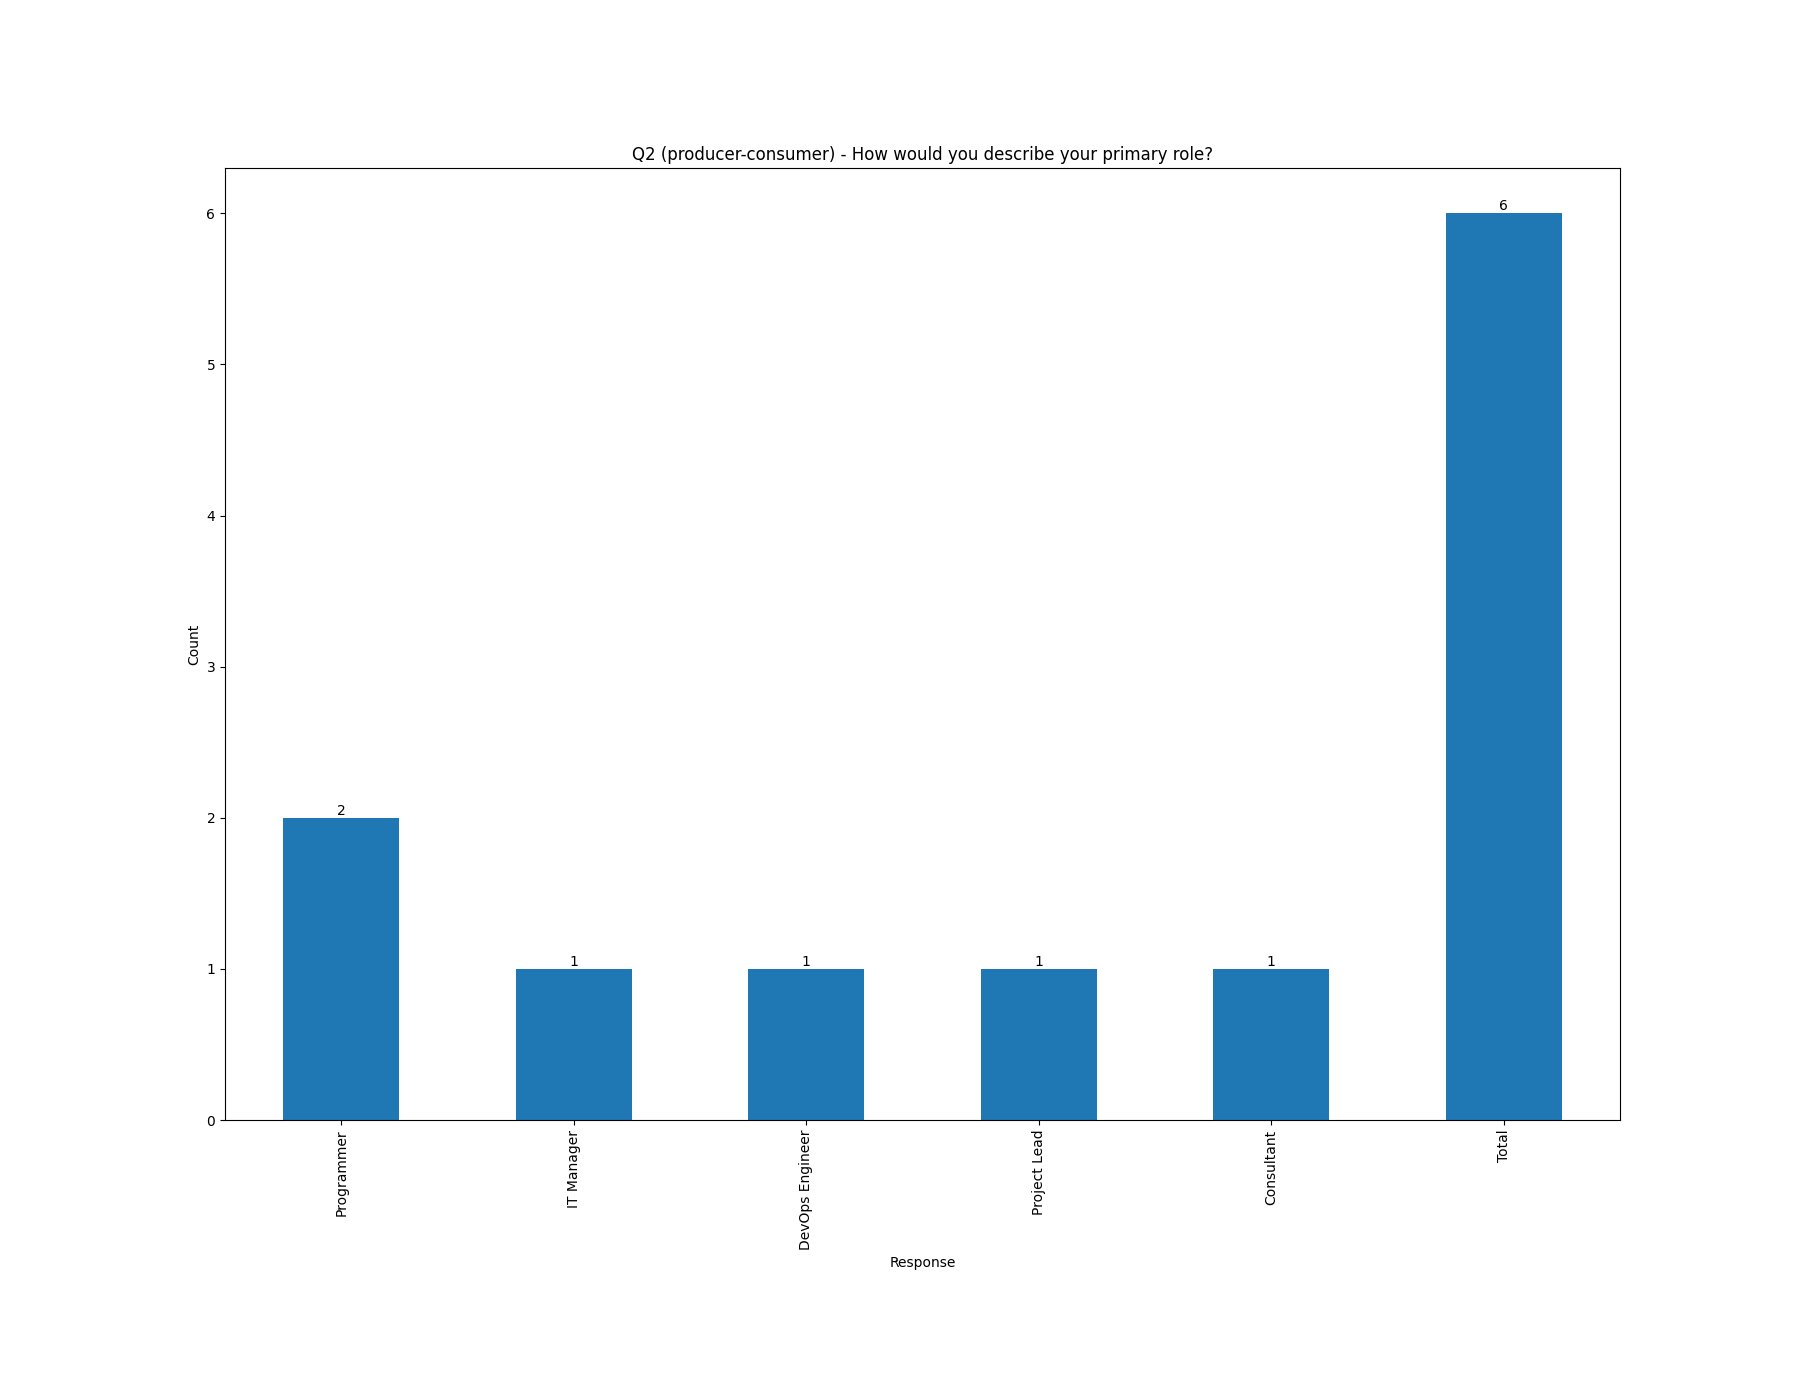 Q2 (producer-consumer) - How would you describe your primary role?
6
5
4
3
2
1
0
Count
2
1
1
1
1
6
Programmer
IT Manager
DevOps Engineer
Project Lead
Consultant
Total
Response